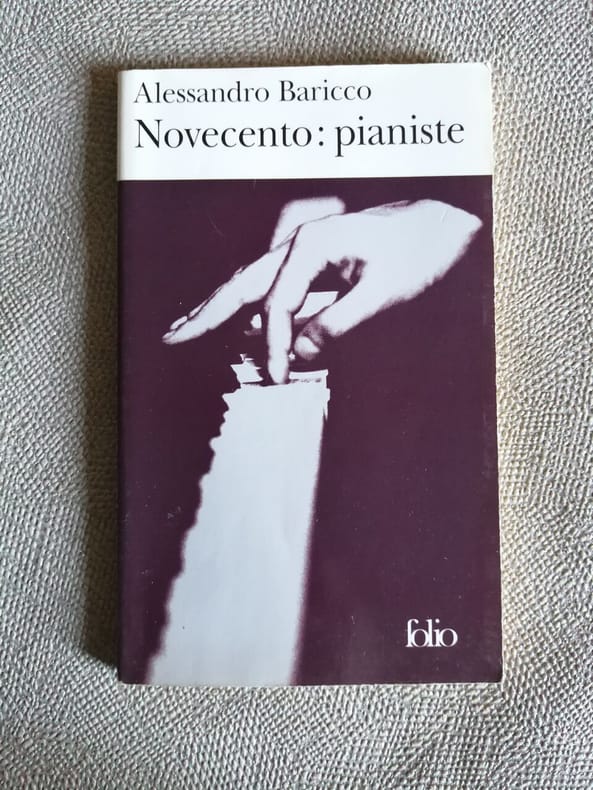 Alessandro Baricco
Novecento: pianiste
folio